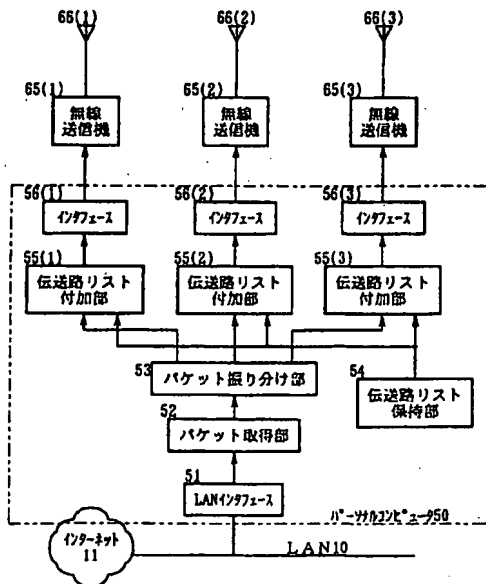 66(1) 66(2) 66(3)
65(1) 65(2) 65(3)
無線 無線 無線
送信機 送信機 送信機
56(1) 56(2) 56(3)
インタフェース インタフェース インタフェース
55(1) 55(2) 55(3)
伝送路リスト 伝送路リスト 伝送路リスト
付加部 付加部 付加部
53 54
パケット振り分け部 伝送路リスト
保持部
52
パケット取得部
51
LANインタフェース
パーソナルコンピュータ50
インターネット
11
LAN10